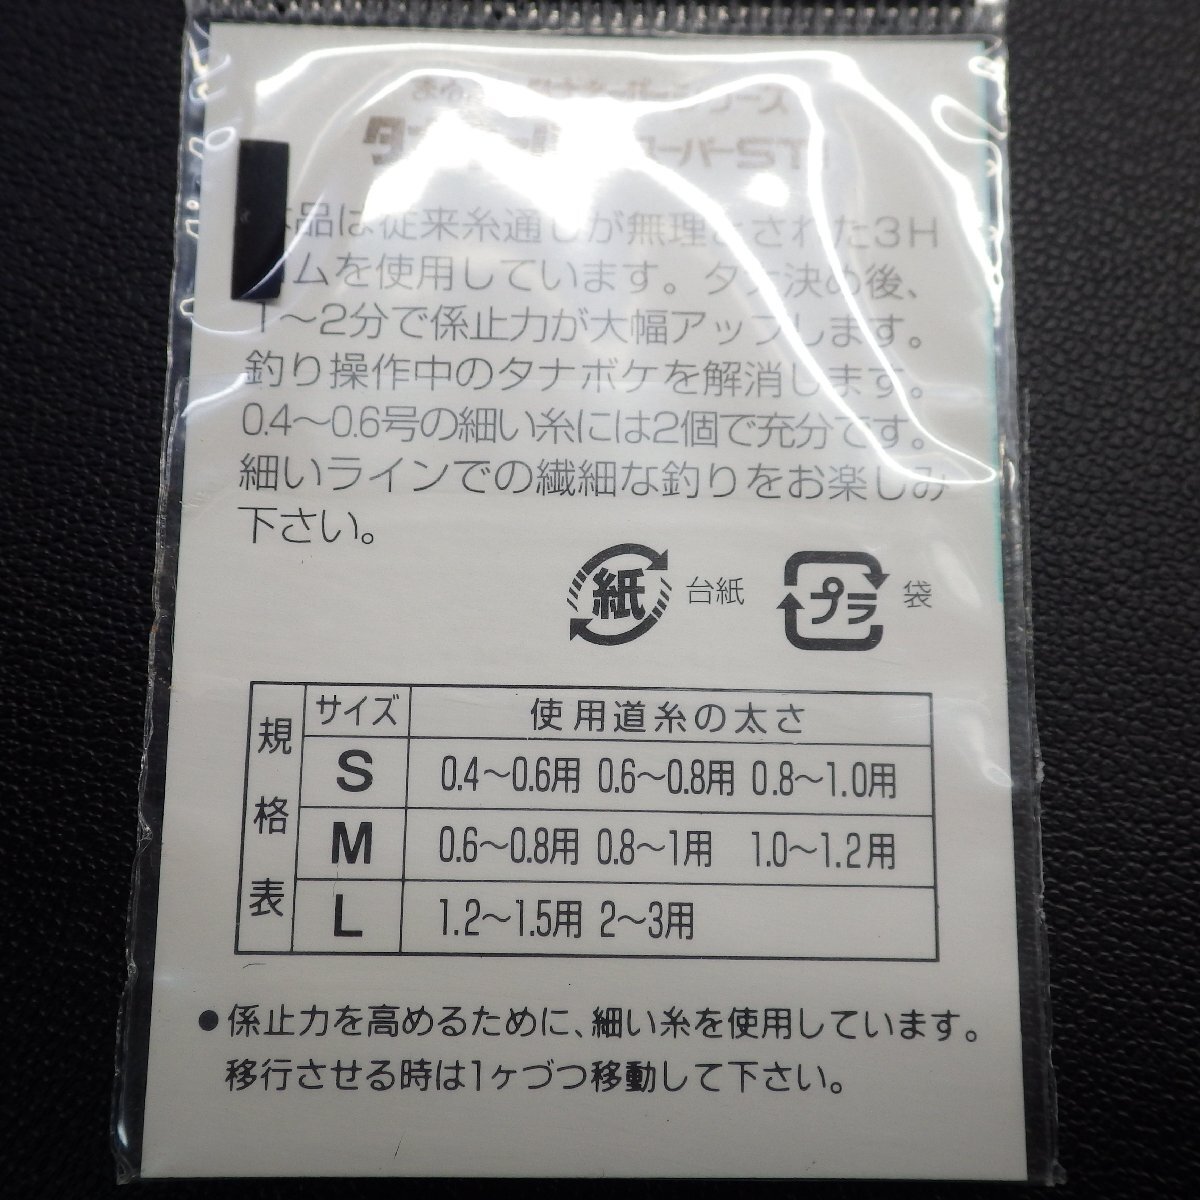 品は従来糸通しが無理とされた3H
ムを使用しています。タナ決め後、
1～2分で係止力が大幅アップします。
釣り操作中のタナボケを解消します。
0.4～0.6号の細い糸には2個で充分です。
細いラインでの繊細な釣りをお楽しみ
下さい。
紙 台紙 プラ 袋
規格表
サイズ 使用道糸の太さ
S 0.4～0.6用 0.6～0.8用 0.8～1.0用
M 0.6～0.8用 0.8～1用 1.0～1.2用
L 1.2～1.5用 2～3用
●係止力を高めるために、細い糸を使用しています。
移行させる時は1ヶづつ移動して下さい。